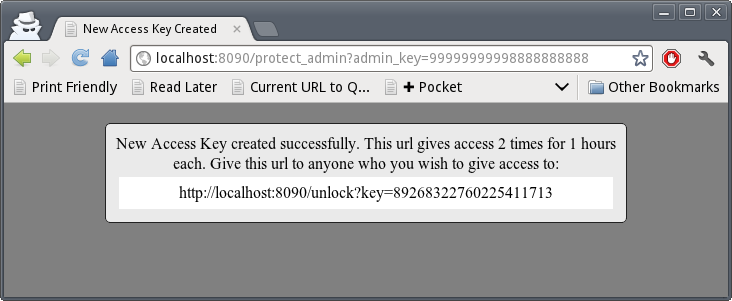 New Access Key Created
localhost:8090/protect_admin?admin_key=99999999998888888888
Print Friendly
Read Later
Current URL to Q...
+ Pocket
Other Bookmarks
New Access Key created successfully. This url gives access 2 times for 1 hours
each. Give this url to anyone who you wish to give access to:
http://localhost:8090/unlock?key=89268322760225411713